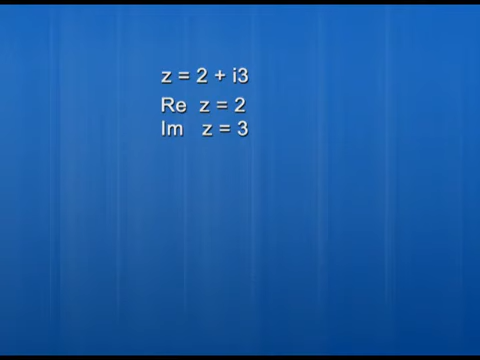 z = 2 + i3
Re z = 2
Im z = 3